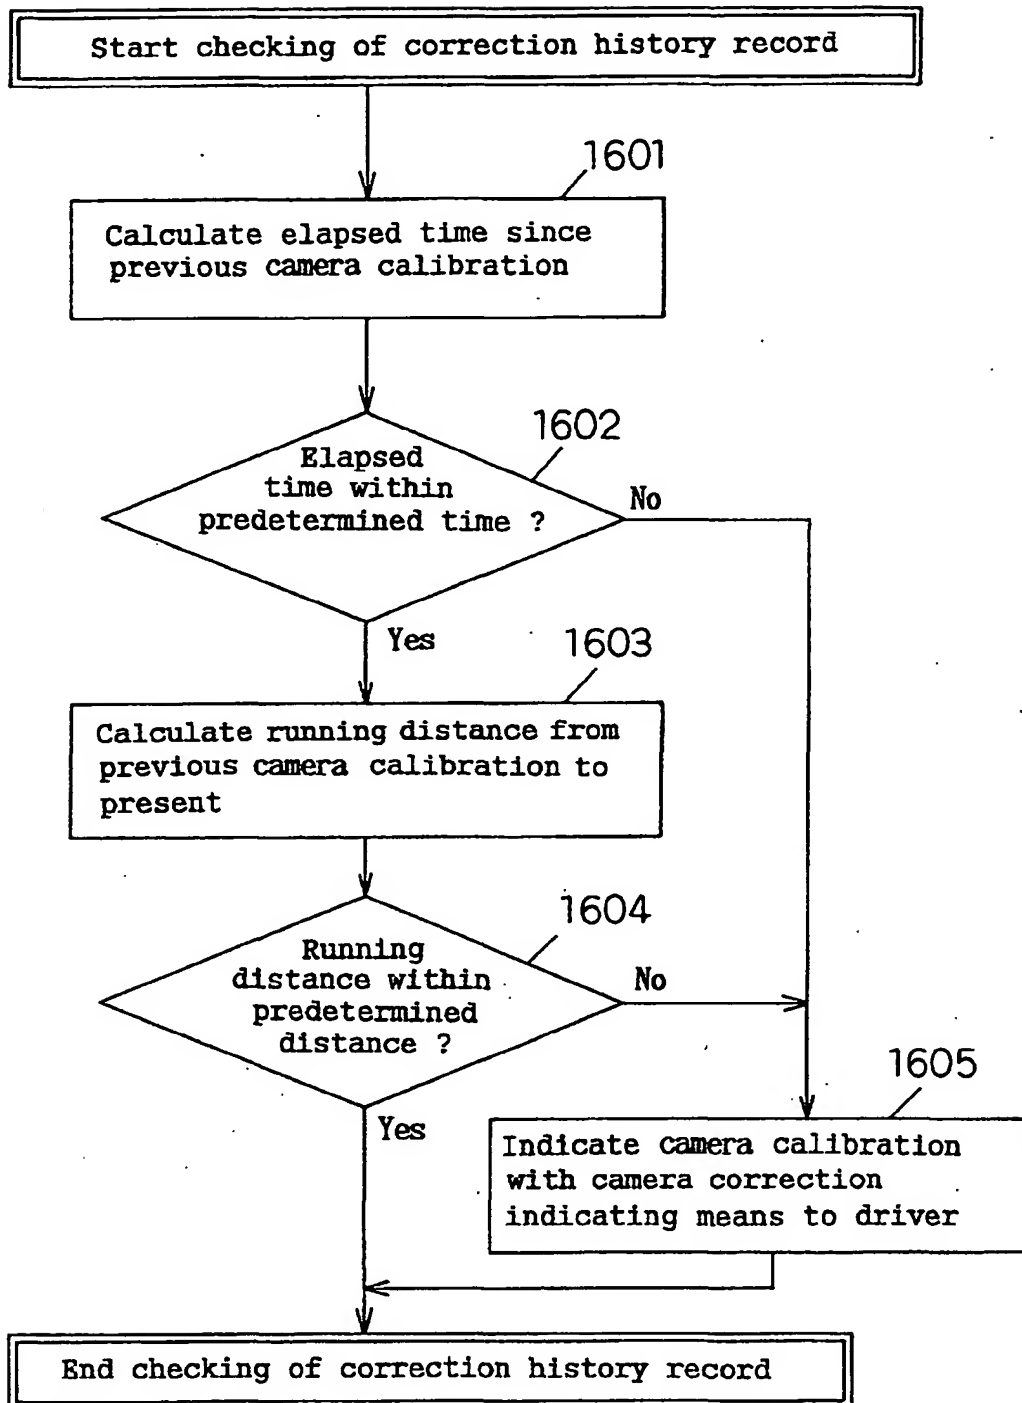 Start checking of correction history record
1601
Calculate elapsed time since
previous camera calibration
1602
Elapsed
time within
predetermined time ?
No
Yes
1603
Calculate running distance from
previous camera calibration to
present
1604
Running
distance within
predetermined
distance ?
No
Yes
1605
Indicate camera calibration
with camera correction
indicating means to driver
End checking of correction history record